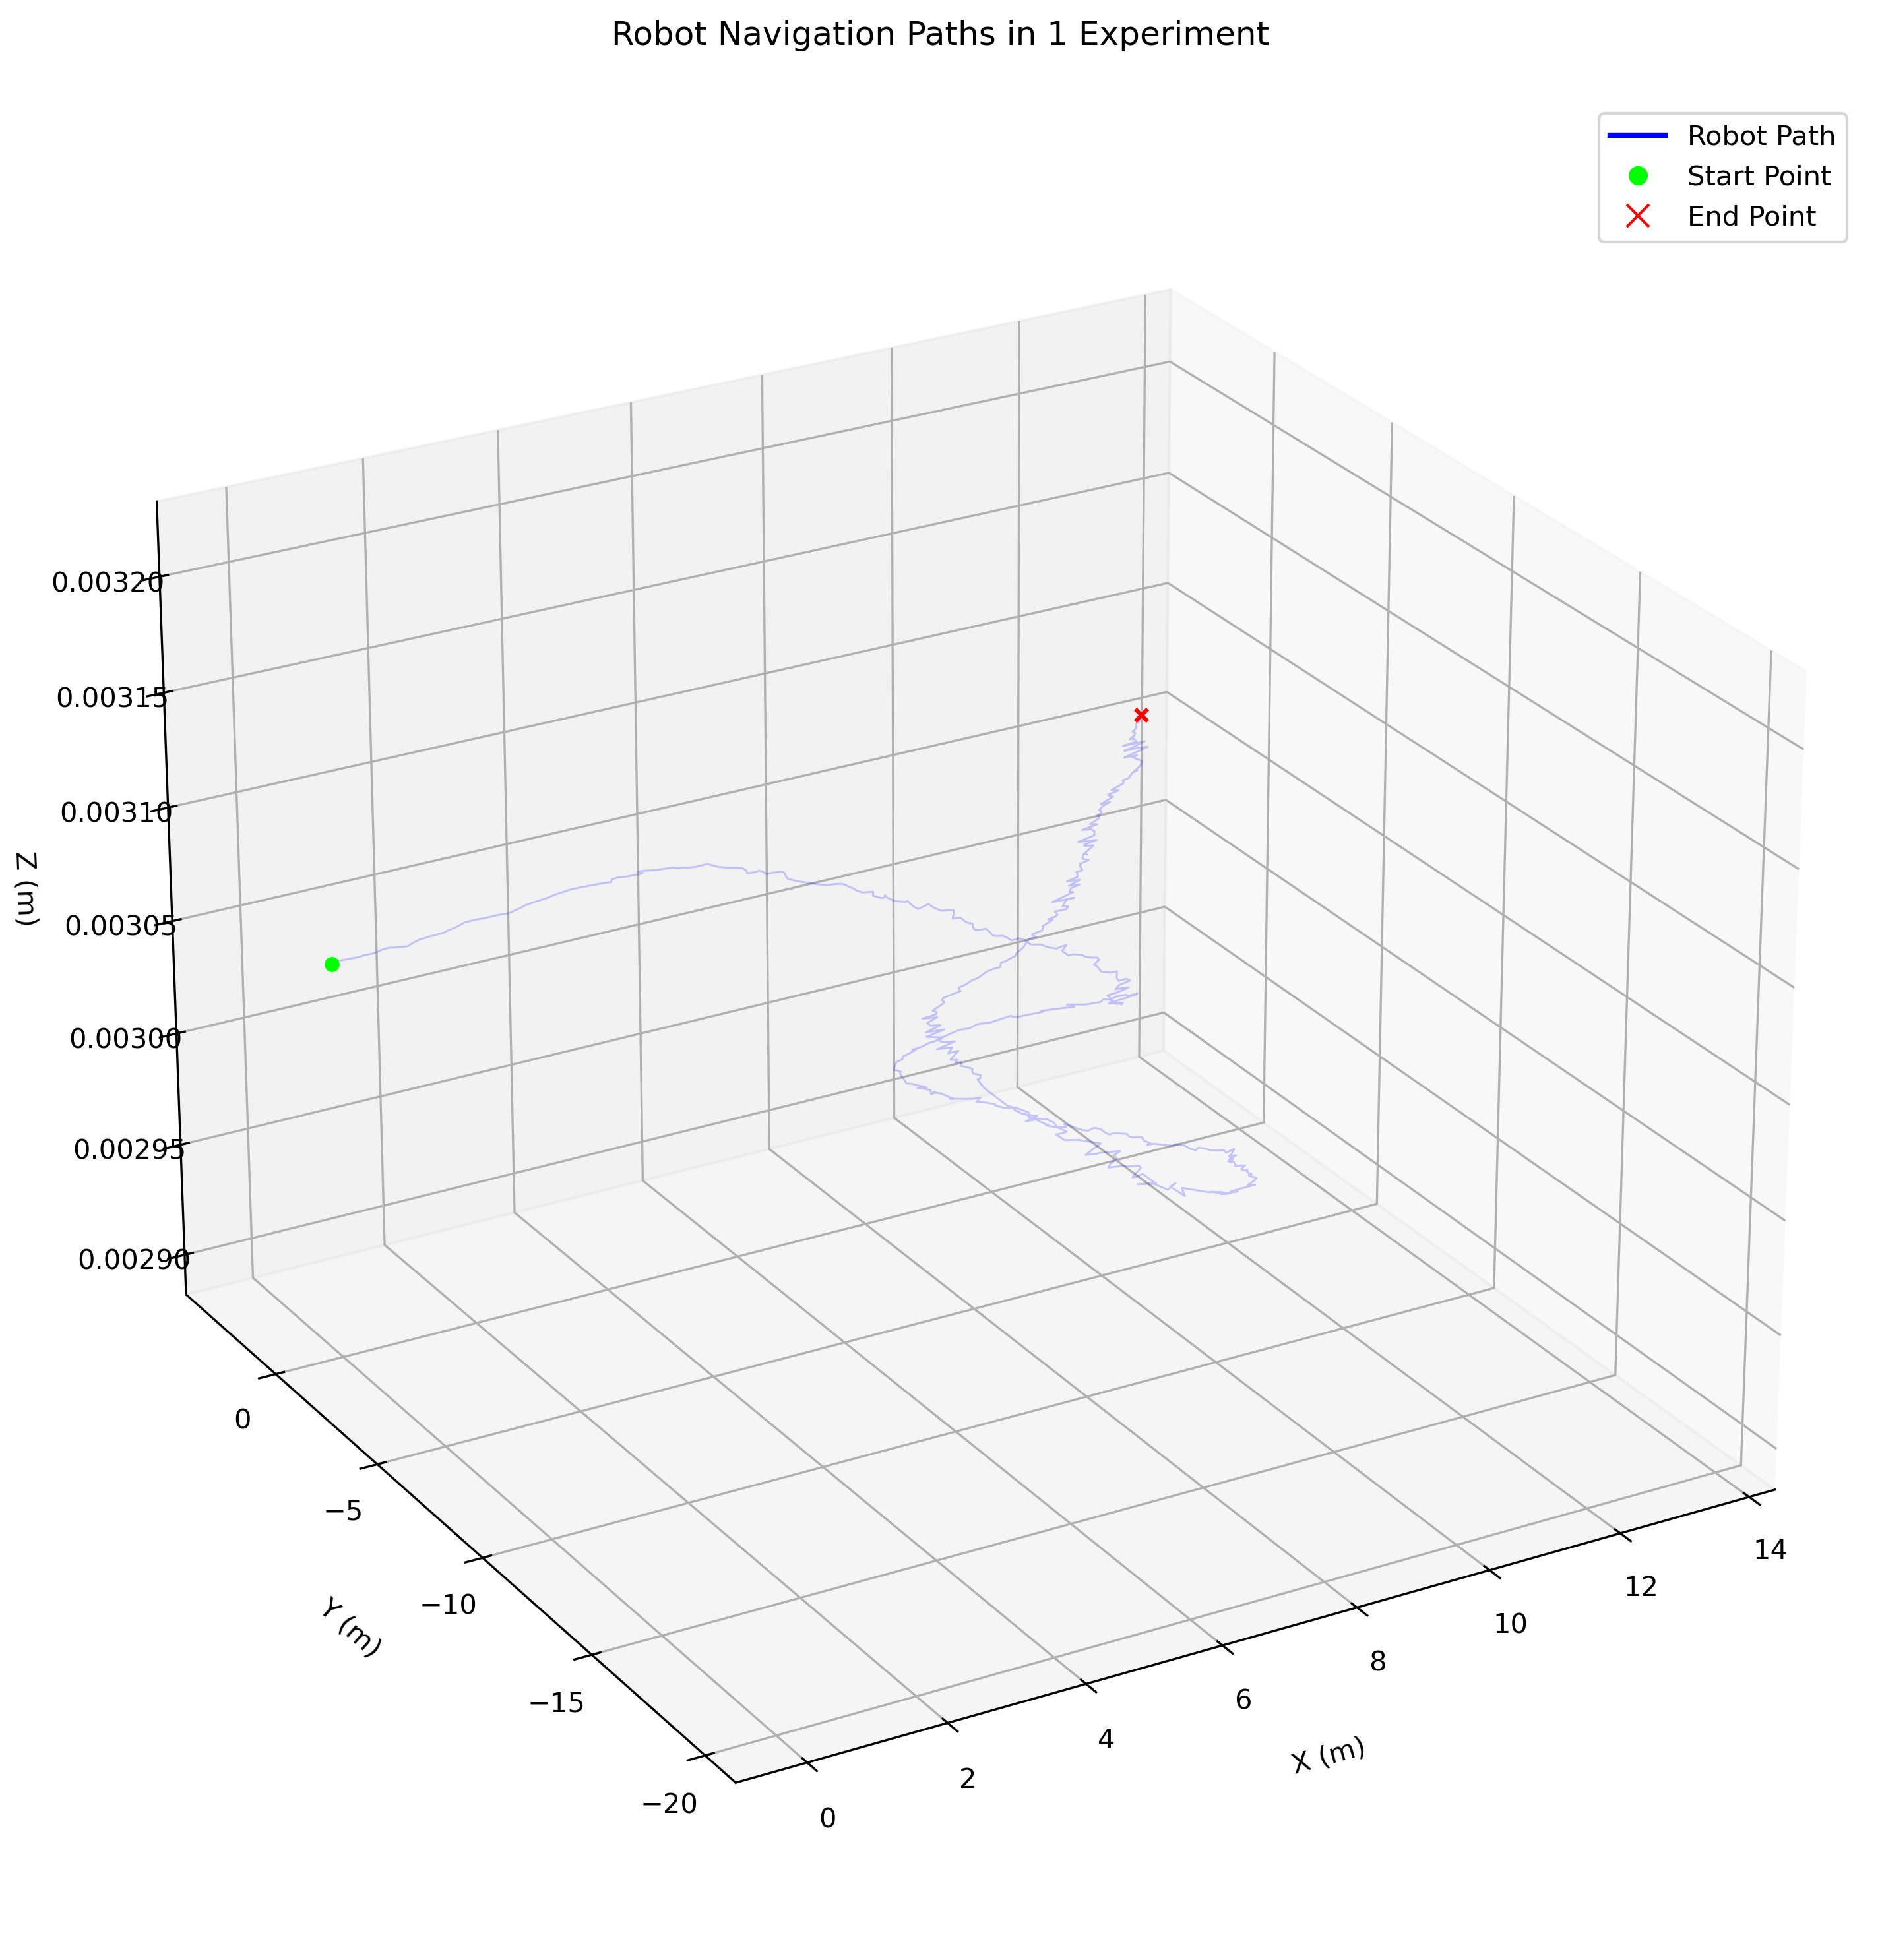 Robot Navigation Paths in 1 Experiment
Robot Path
Start Point
End Point
0.00320
0.00315
0.00310
0.00305
0.00300
0.00295
0.00290
Z (m)
0
−5
−10
−15
−20
Y (m)
0
2
4
6
8
10
12
14
X (m)